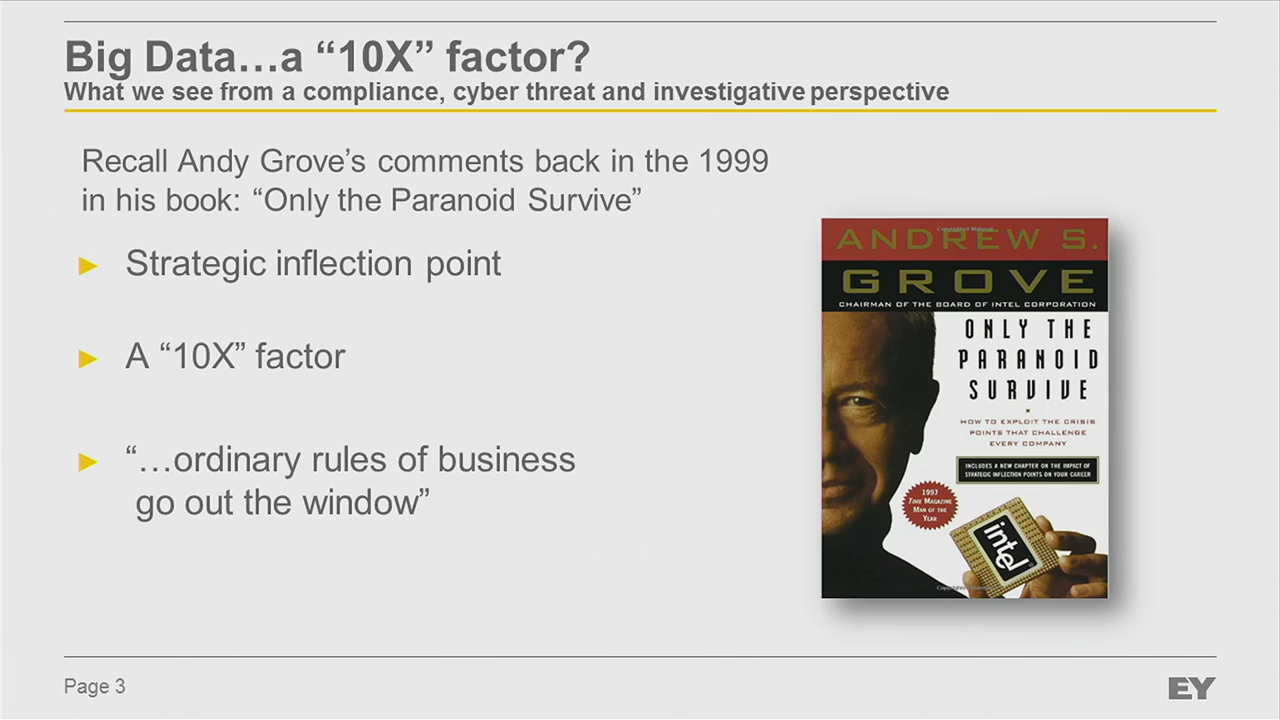 Big Data…a “10X” factor?
What we see from a compliance, cyber threat and investigative perspective
Recall Andy Grove’s comments back in the 1999
in his book: “Only the Paranoid Survive”
► Strategic inflection point
► A “10X” factor
► “…ordinary rules of business
go out the window”
Copyrighted Material
ANDREW S.
GROVE
CHAIRMAN OF THE BOARD OF INTEL CORPORATION
ONLY THE
PARANOID
SURVIVE
HOW TO EXPLOIT THE CRISIS
POINTS THAT CHALLENGE
EVERY COMPANY
INCLUDES A NEW CHAPTER ON THE IMPACT OF
STRATEGIC INFLECTION POINTS ON YOUR CAREER
1997
TIME MAGAZINE
MAN OF THE
YEAR
intel
Page 3
EY